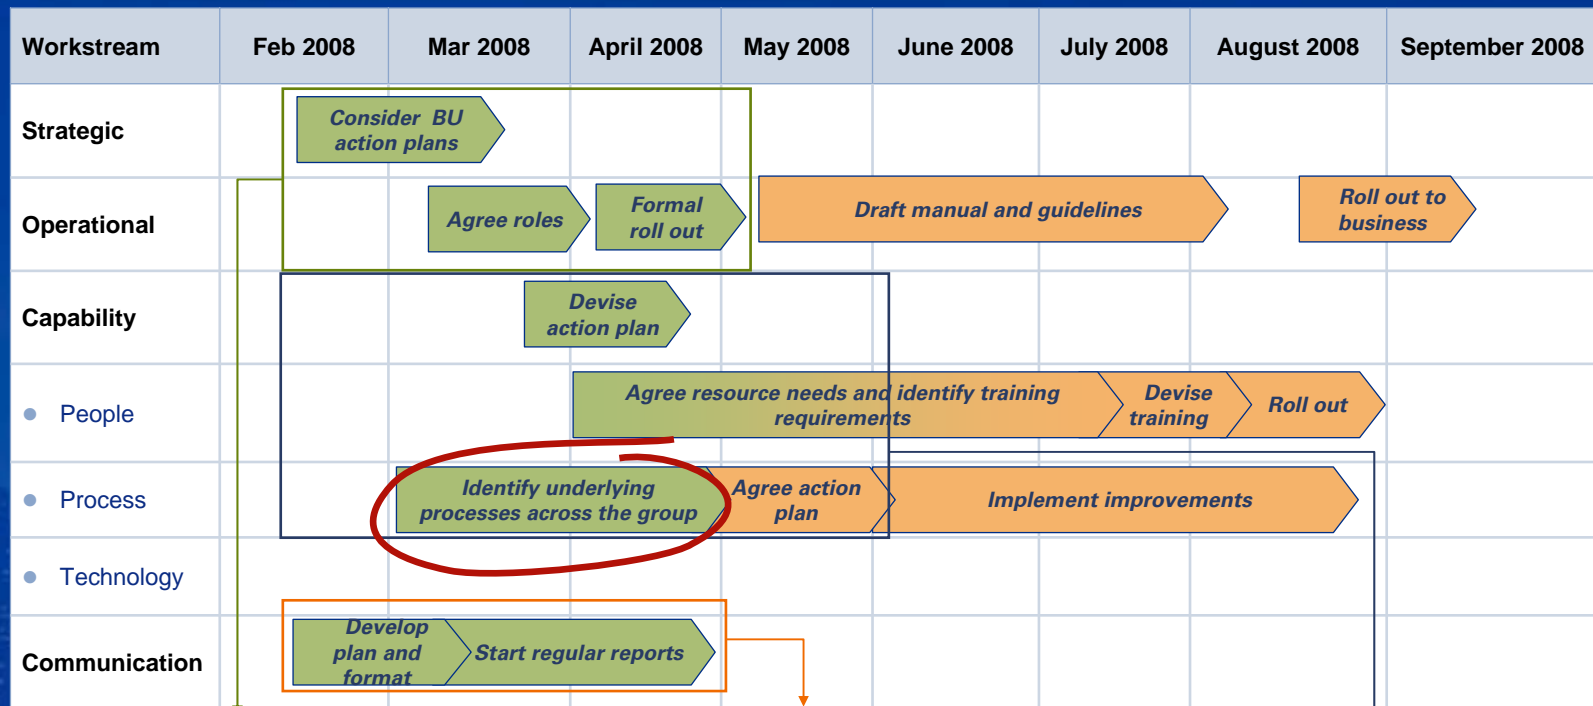 Workstream Feb 2008 Mar 2008 April 2008 May 2008 June 2008 July 2008 August 2008 September 2008
Strategic
Consider BU
action plans
Operational
Agree roles
Formal
roll out
Draft manual and guidelines
Roll out to
business
Capability
Devise
action plan
People
Agree resource needs and identify training
requirements
Devise
training
Roll out
Process
Identify underlying
processes across the group
Agree action
plan
Implement improvements
Technology
Communication
Develop
plan and
format
Start regular reports